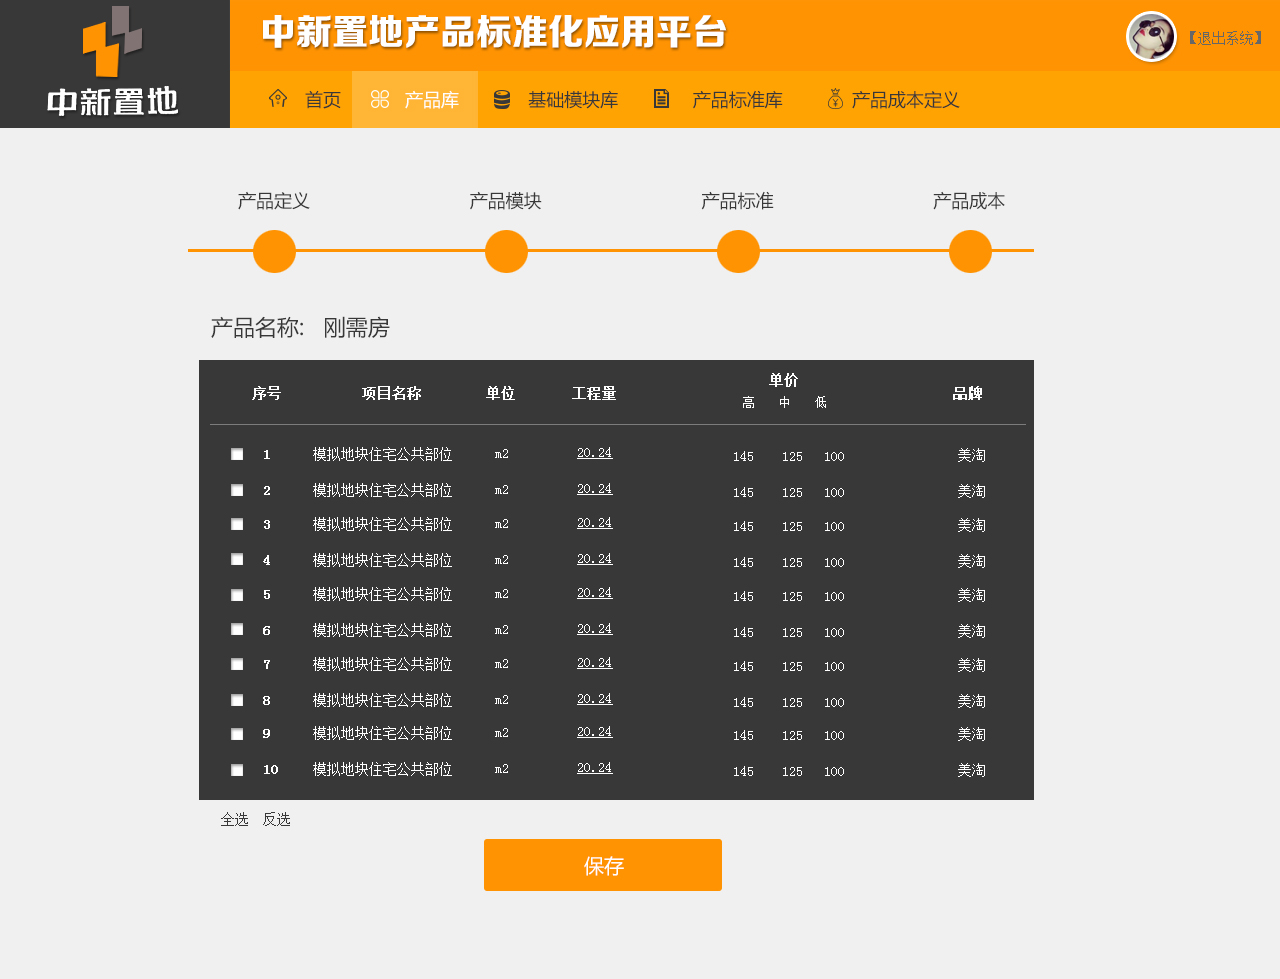 中新置地产品标准化应用平台
【退出系统】
中新置地
首页 产品库 基础模块库 产品标准库 产品成本定义
产品定义 产品模块 产品标准 产品成本
产品名称: 刚需房
序号 项目名称 单位 工程量 单价 品牌
高 中 低
1 模拟地块住宅公共部位 m2 20.24 145 125 100 美淘
2 模拟地块住宅公共部位 m2 20.24 145 125 100 美淘
3 模拟地块住宅公共部位 m2 20.24 145 125 100 美淘
4 模拟地块住宅公共部位 m2 20.24 145 125 100 美淘
5 模拟地块住宅公共部位 m2 20.24 145 125 100 美淘
6 模拟地块住宅公共部位 m2 20.24 145 125 100 美淘
7 模拟地块住宅公共部位 m2 20.24 145 125 100 美淘
8 模拟地块住宅公共部位 m2 20.24 145 125 100 美淘
9 模拟地块住宅公共部位 m2 20.24 145 125 100 美淘
10 模拟地块住宅公共部位 m2 20.24 145 125 100 美淘
全选 反选
保存